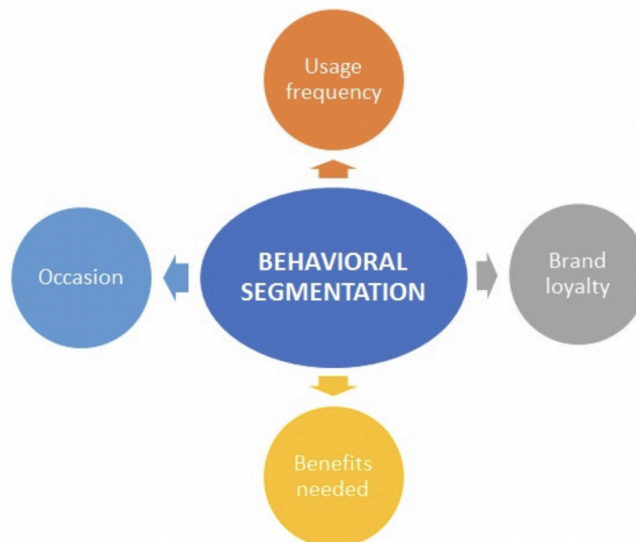 Usage
frequency
Occasion
BEHAVIORAL
SEGMENTATION
Brand
loyalty
Benefits
needed